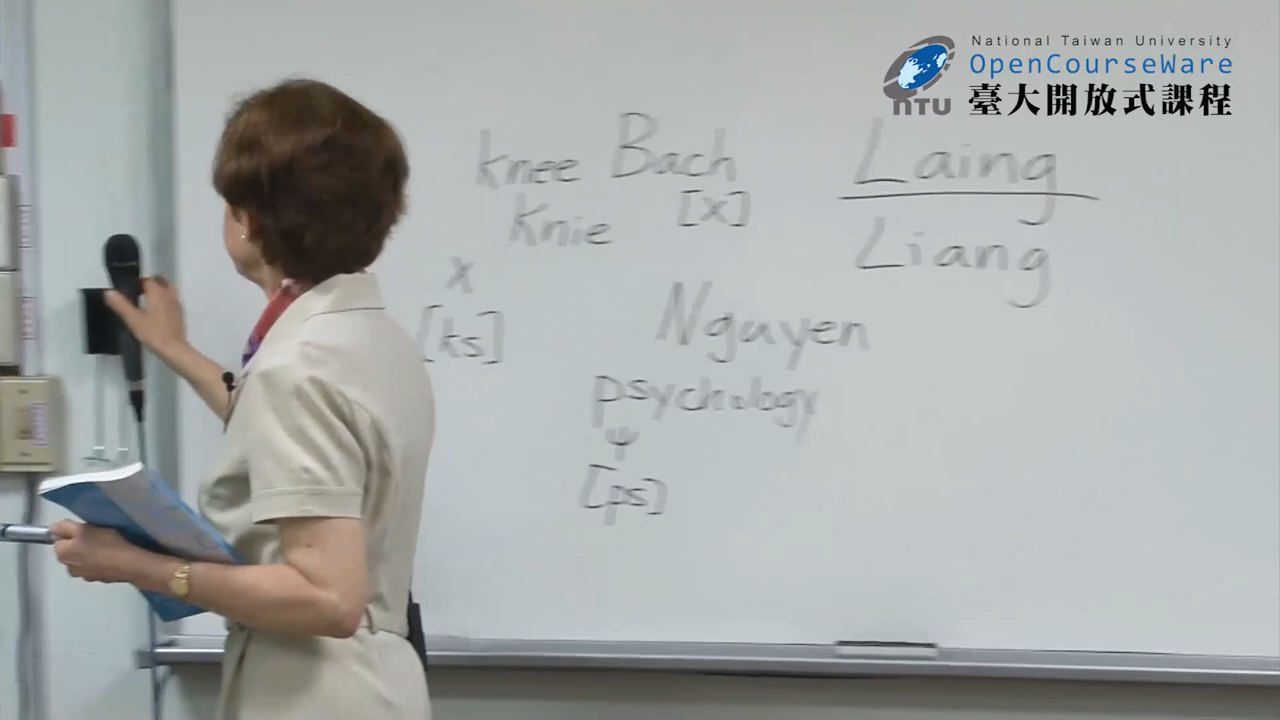 National Taiwan University
OpenCourseWare
臺大開放式課程
NTU
knee Bach Laing
Knie [x]
Liang
x
[ks]
Nguyen
psychology
ψ
[ps]